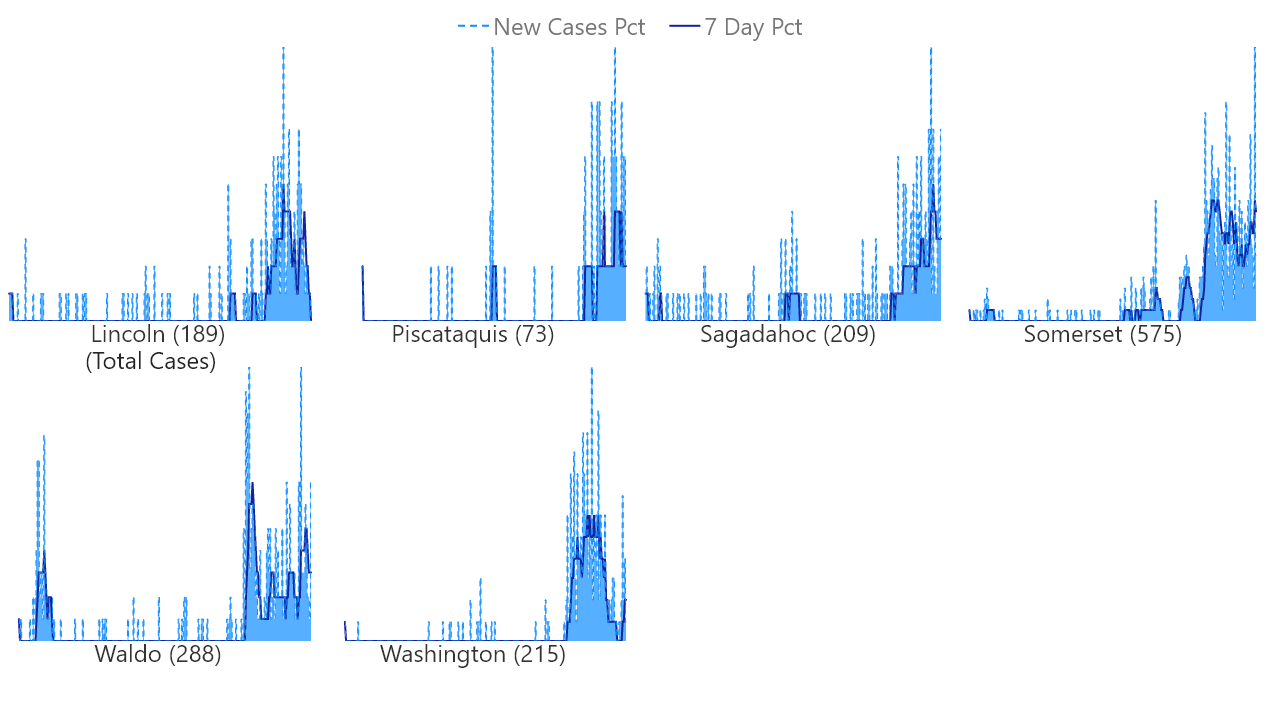 New Cases Pct 7 Day Pct
Lincoln (189) Piscataquis (73) Sagadahoc (209) Somerset (575)
(Total Cases)
Waldo (288) Washington (215)